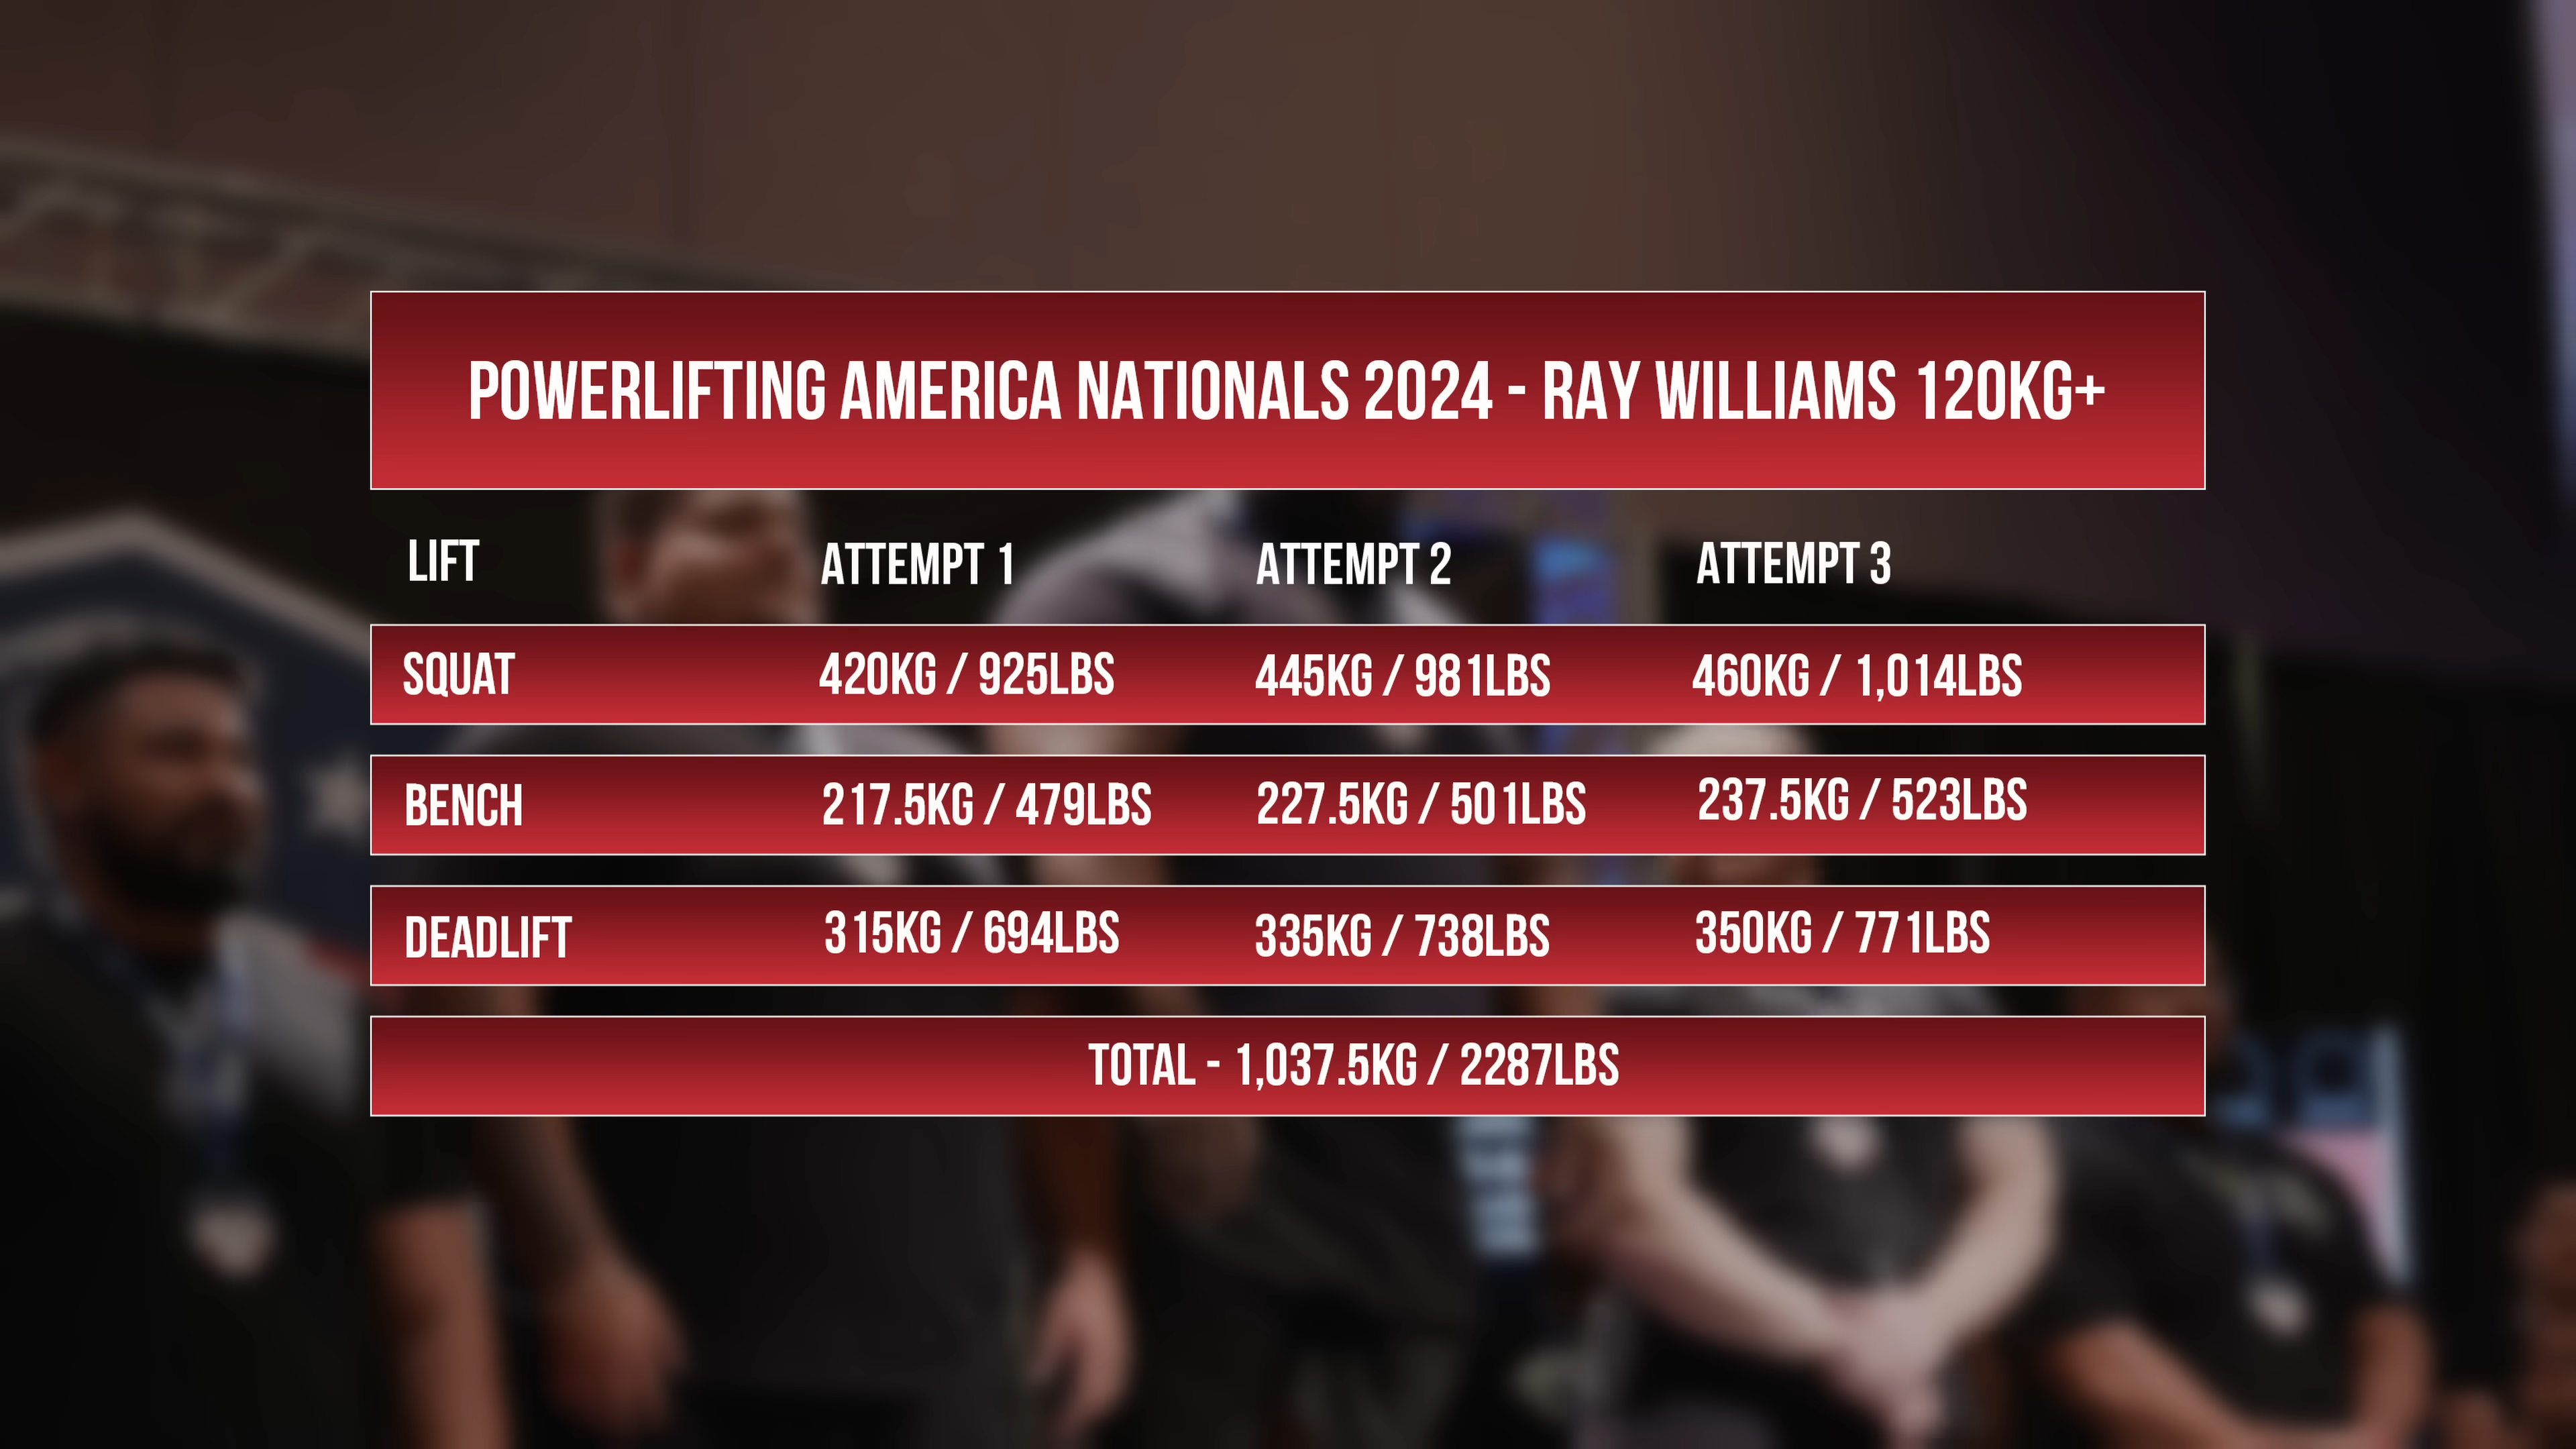 POWERLIFTING AMERICA NATIONALS 2024 - RAY WILLIAMS 120KG+
LIFT ATTEMPT 1 ATTEMPT 2 ATTEMPT 3
SQUAT 420KG / 925LBS 445KG / 981LBS 460KG / 1,014LBS
BENCH 217.5KG / 479LBS 227.5KG / 501LBS 237.5KG / 523LBS
DEADLIFT 315KG / 694LBS 335KG / 738LBS 350KG / 771LBS
TOTAL - 1,037.5KG / 2287LBS